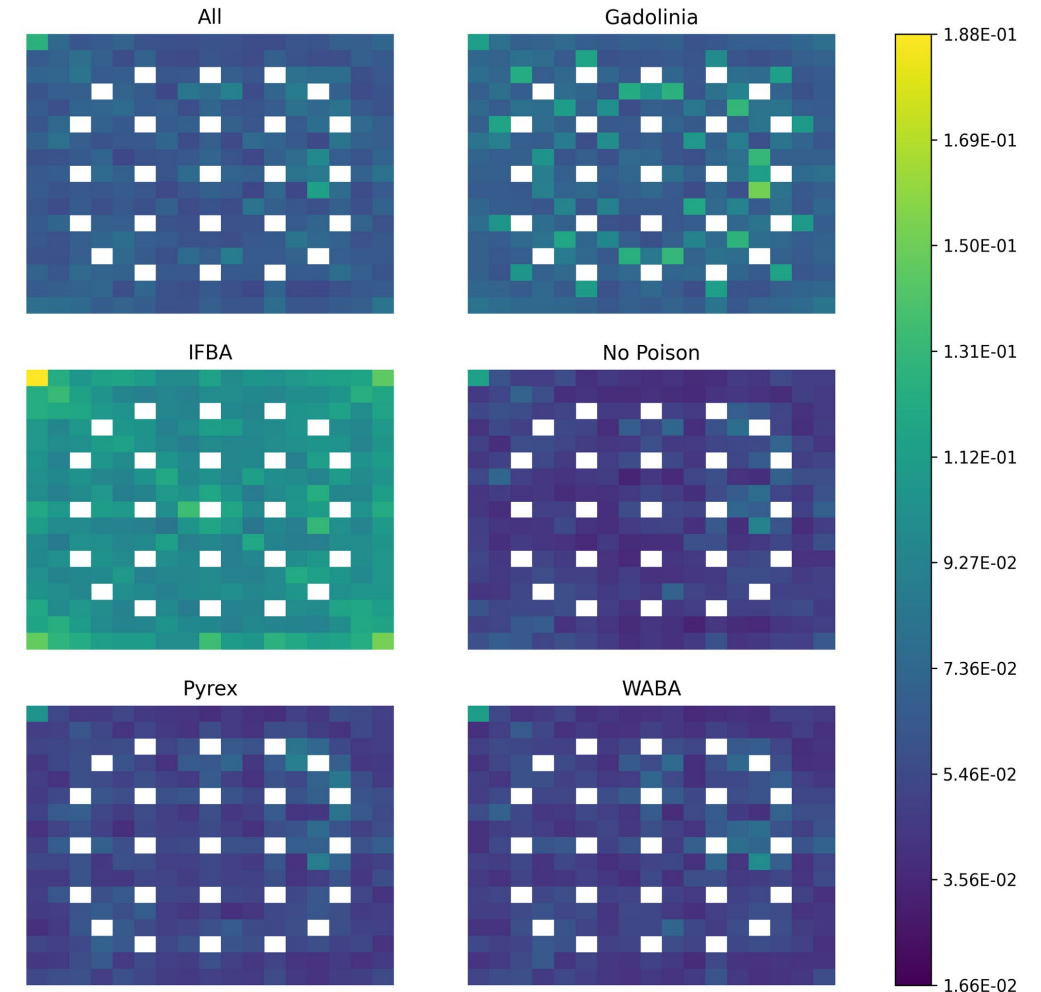 All
Gadolinia
IFBA
No Poison
Pyrex
WABA
1.88E-01
1.69E-01
1.50E-01
1.31E-01
1.12E-01
9.27E-02
7.36E-02
5.46E-02
3.56E-02
1.66E-02